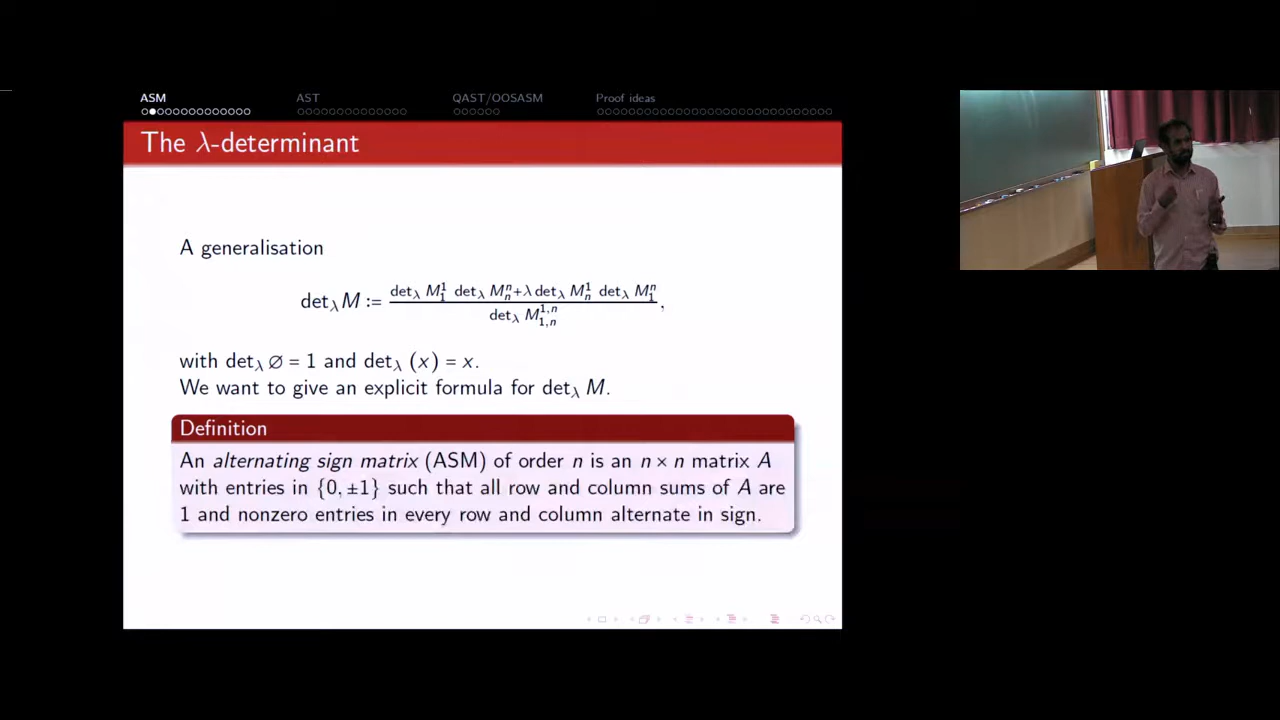 ASM AST QAST/OOSASM Proof ideas
The λ-determinant
A generalisation
det_λ M := (det_λ M_1^1 det_λ M_n^n + λ det_λ M_n^1 det_λ M_1^n) / (det_λ M_{1,n}^{1,n}),
with det_λ ∅ = 1 and det_λ (x) = x.
We want to give an explicit formula for det_λ M.
Definition
An alternating sign matrix (ASM) of order n is an n × n matrix A
with entries in {0, ±1} such that all row and column sums of A are
1 and nonzero entries in every row and column alternate in sign.